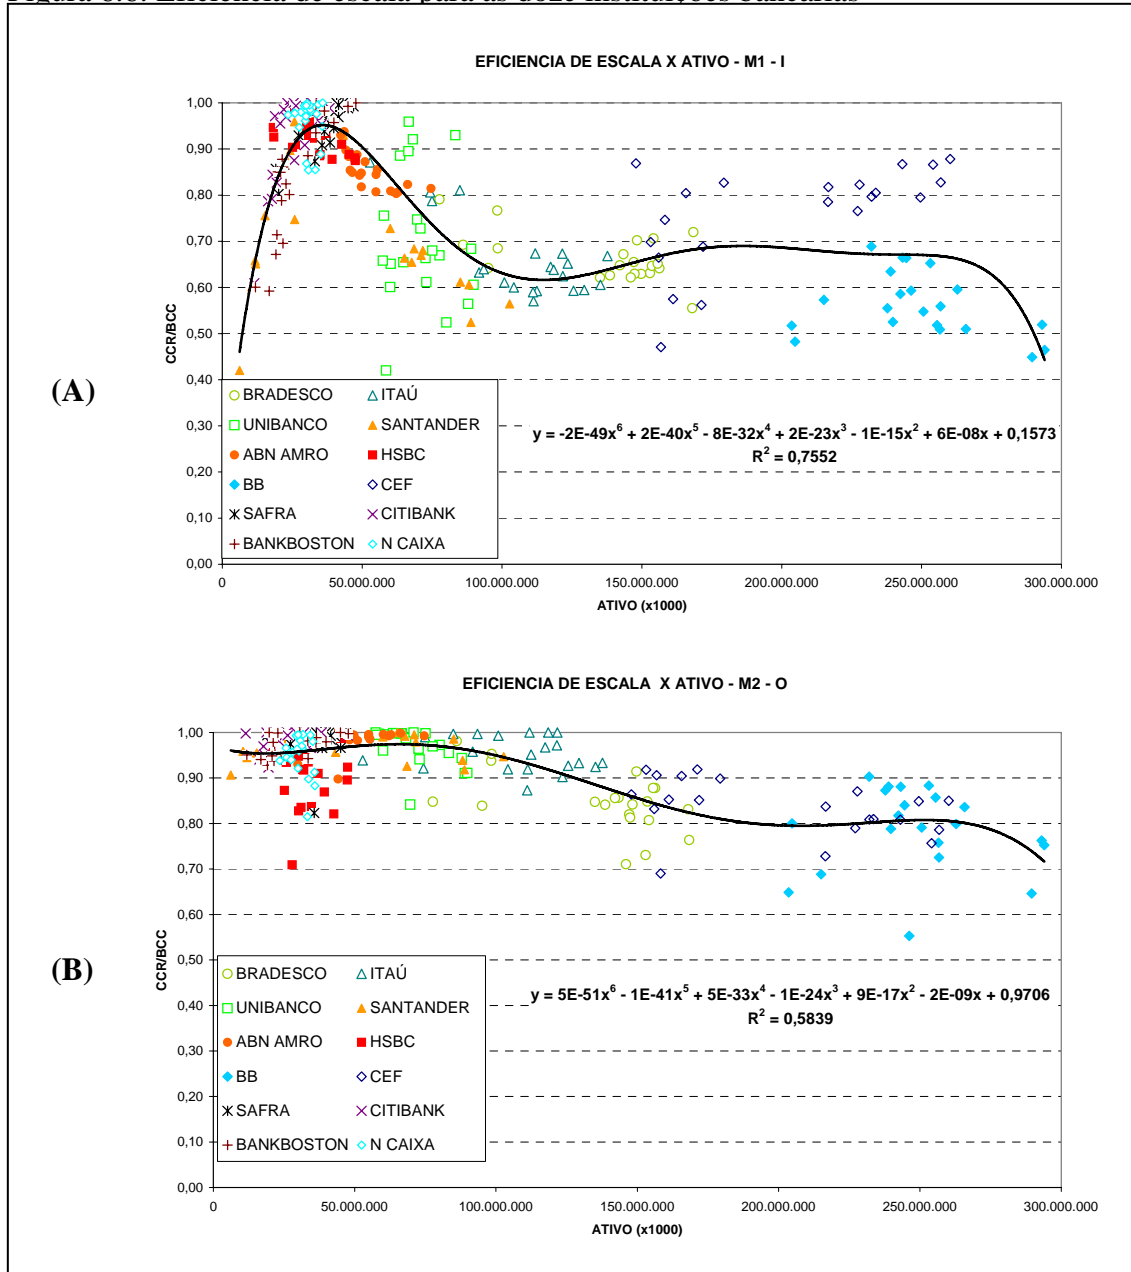 EFICIENCIA DE ESCALA X ATIVO - M1 - I
1,00
0,90
0,80
0,70
0,60
0,50
0,40
0,30
0,20
0,10
0,00
CCR/BCC
(A)
BRADESCO ITAÚ
UNIBANCO SANTANDER
ABN AMRO HSBC
BB CEF
SAFRA CITIBANK
BANKBOSTON N CAIXA
y = -2E-49x⁶ + 2E-40x⁵ - 8E-32x⁴ + 2E-23x³ - 1E-15x² + 6E-08x + 0,1573
R² = 0,7552
0 50.000.000 100.000.000 150.000.000 200.000.000 250.000.000 300.000.000
ATIVO (x1000)
EFICIENCIA DE ESCALA X ATIVO - M2 - O
1,00
0,90
0,80
0,70
0,60
0,50
0,40
0,30
0,20
0,10
0,00
CCR/BCC
(B)
BRADESCO ITAÚ
UNIBANCO SANTANDER
ABN AMRO HSBC
BB CEF
SAFRA CITIBANK
BANKBOSTON N CAIXA
y = 5E-51x⁶ - 1E-41x⁵ + 5E-33x⁴ - 1E-24x³ + 9E-17x² - 2E-09x + 0,9706
R² = 0,5839
0 50.000.000 100.000.000 150.000.000 200.000.000 250.000.000 300.000.000
ATIVO (x1000)